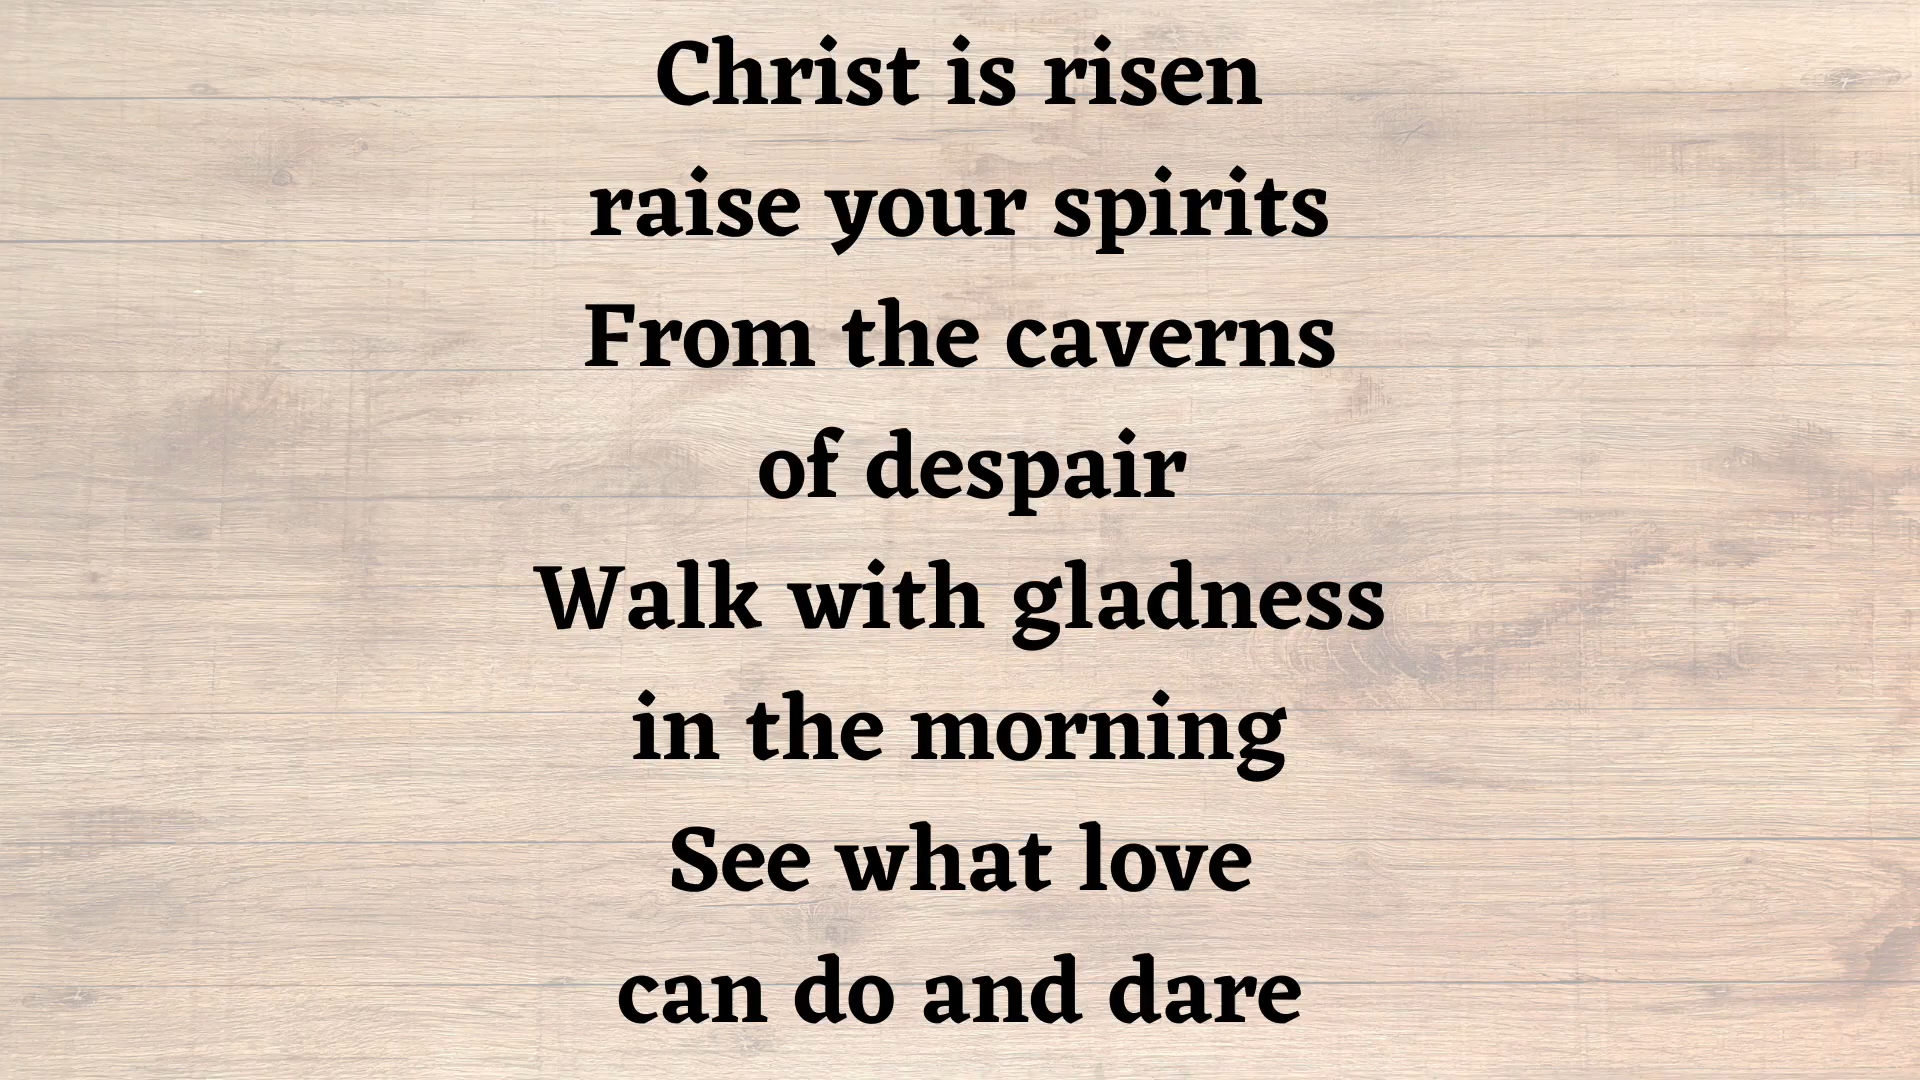 Christ is risen
raise your spirits
From the caverns
of despair
Walk with gladness
in the morning
See what love
can do and dare